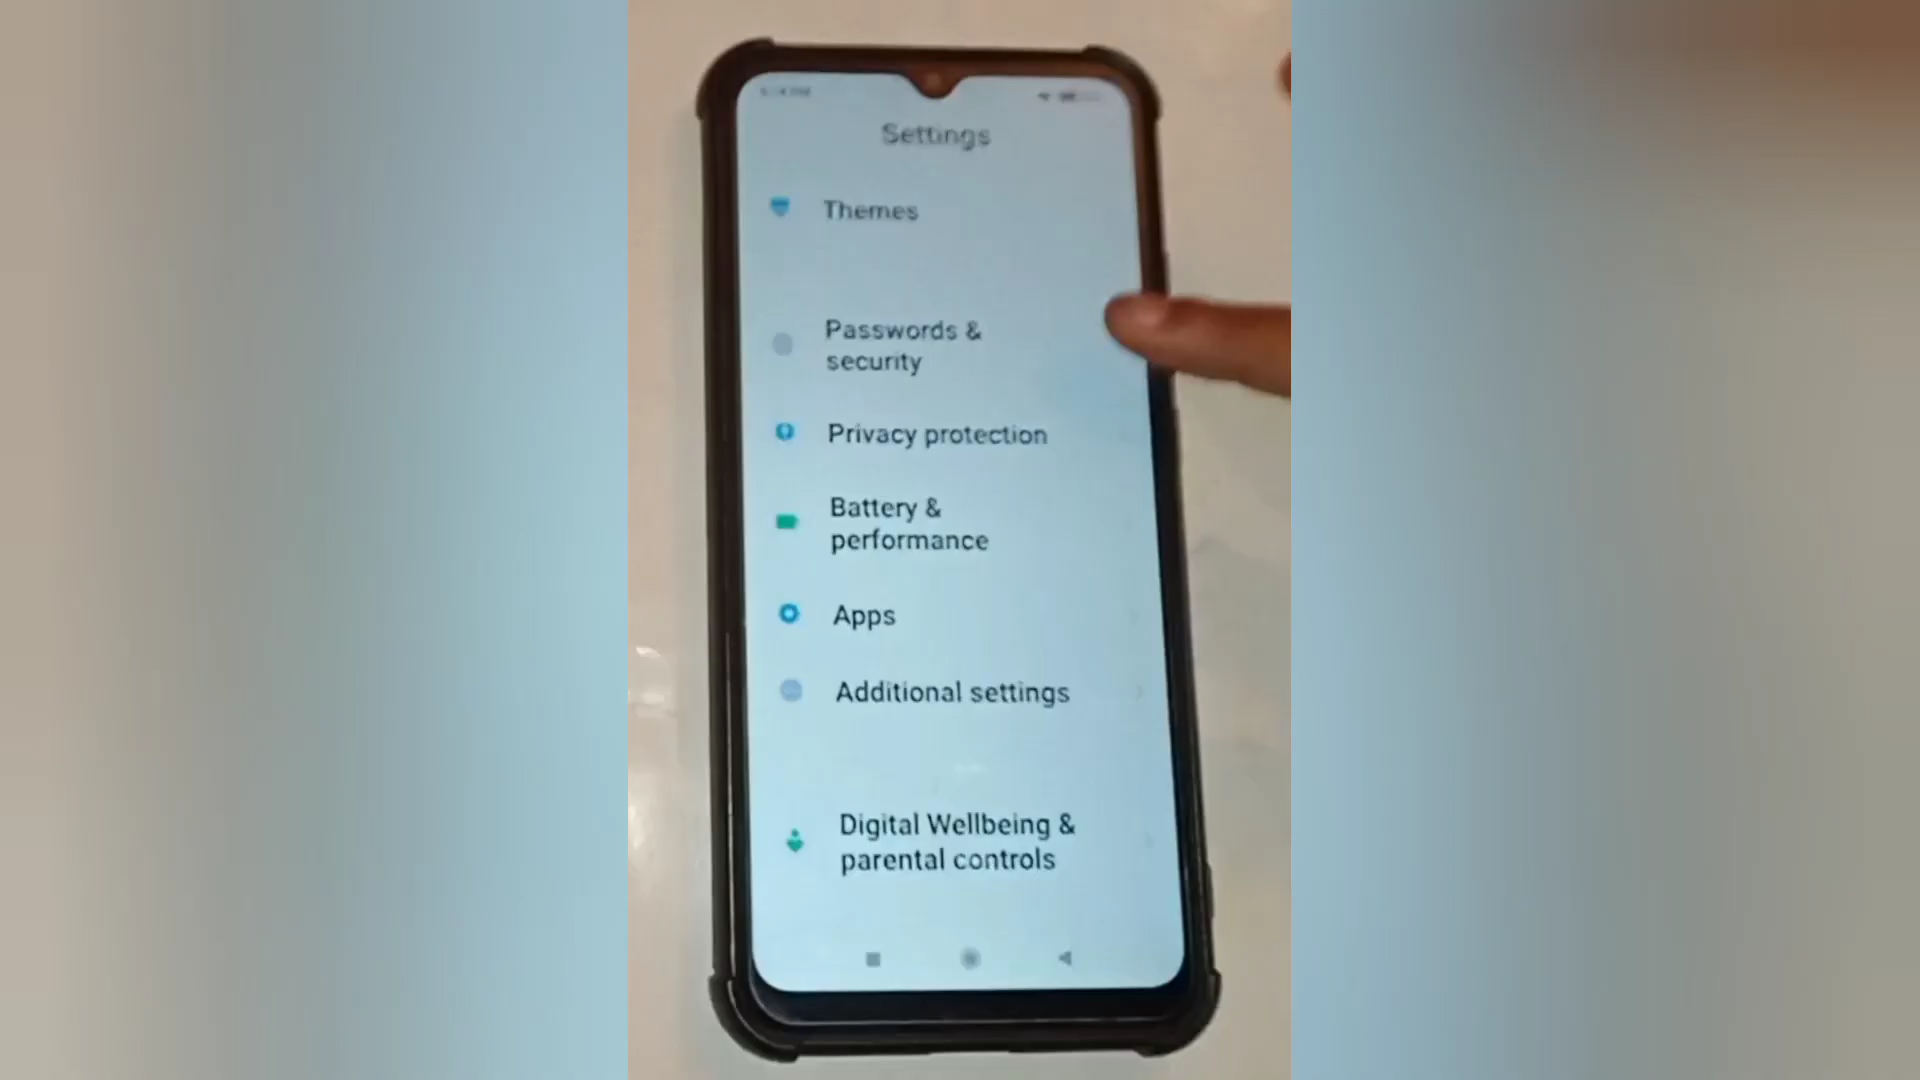 Settings
Themes
Passwords &
security
Privacy protection
Battery &
performance
Apps
Additional settings
Digital Wellbeing &
parental controls